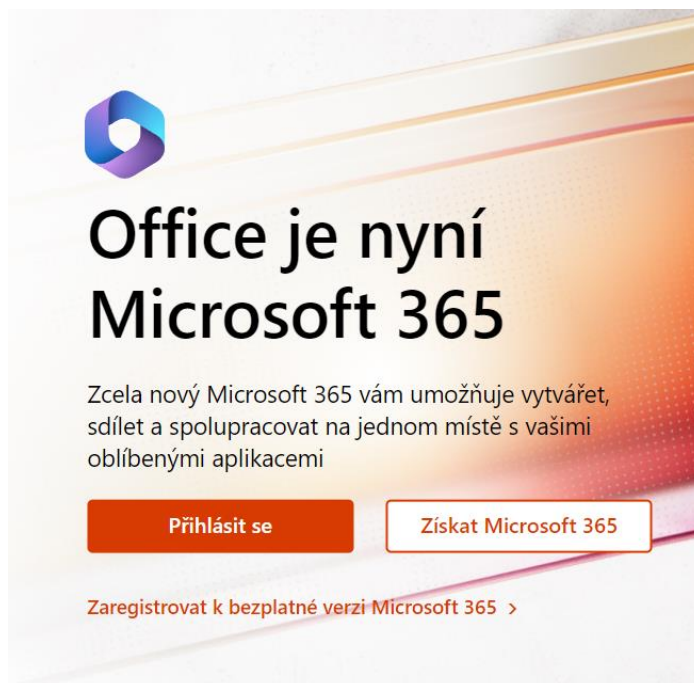 Office je nyní
Microsoft 365
Zcela nový Microsoft 365 vám umožňuje vytvářet,
sdílet a spolupracovat na jednom místě s vašimi
oblíbenými aplikacemi
Přihlásit se
Získat Microsoft 365
Zaregistrovat k bezplatné verzi Microsoft 365 >